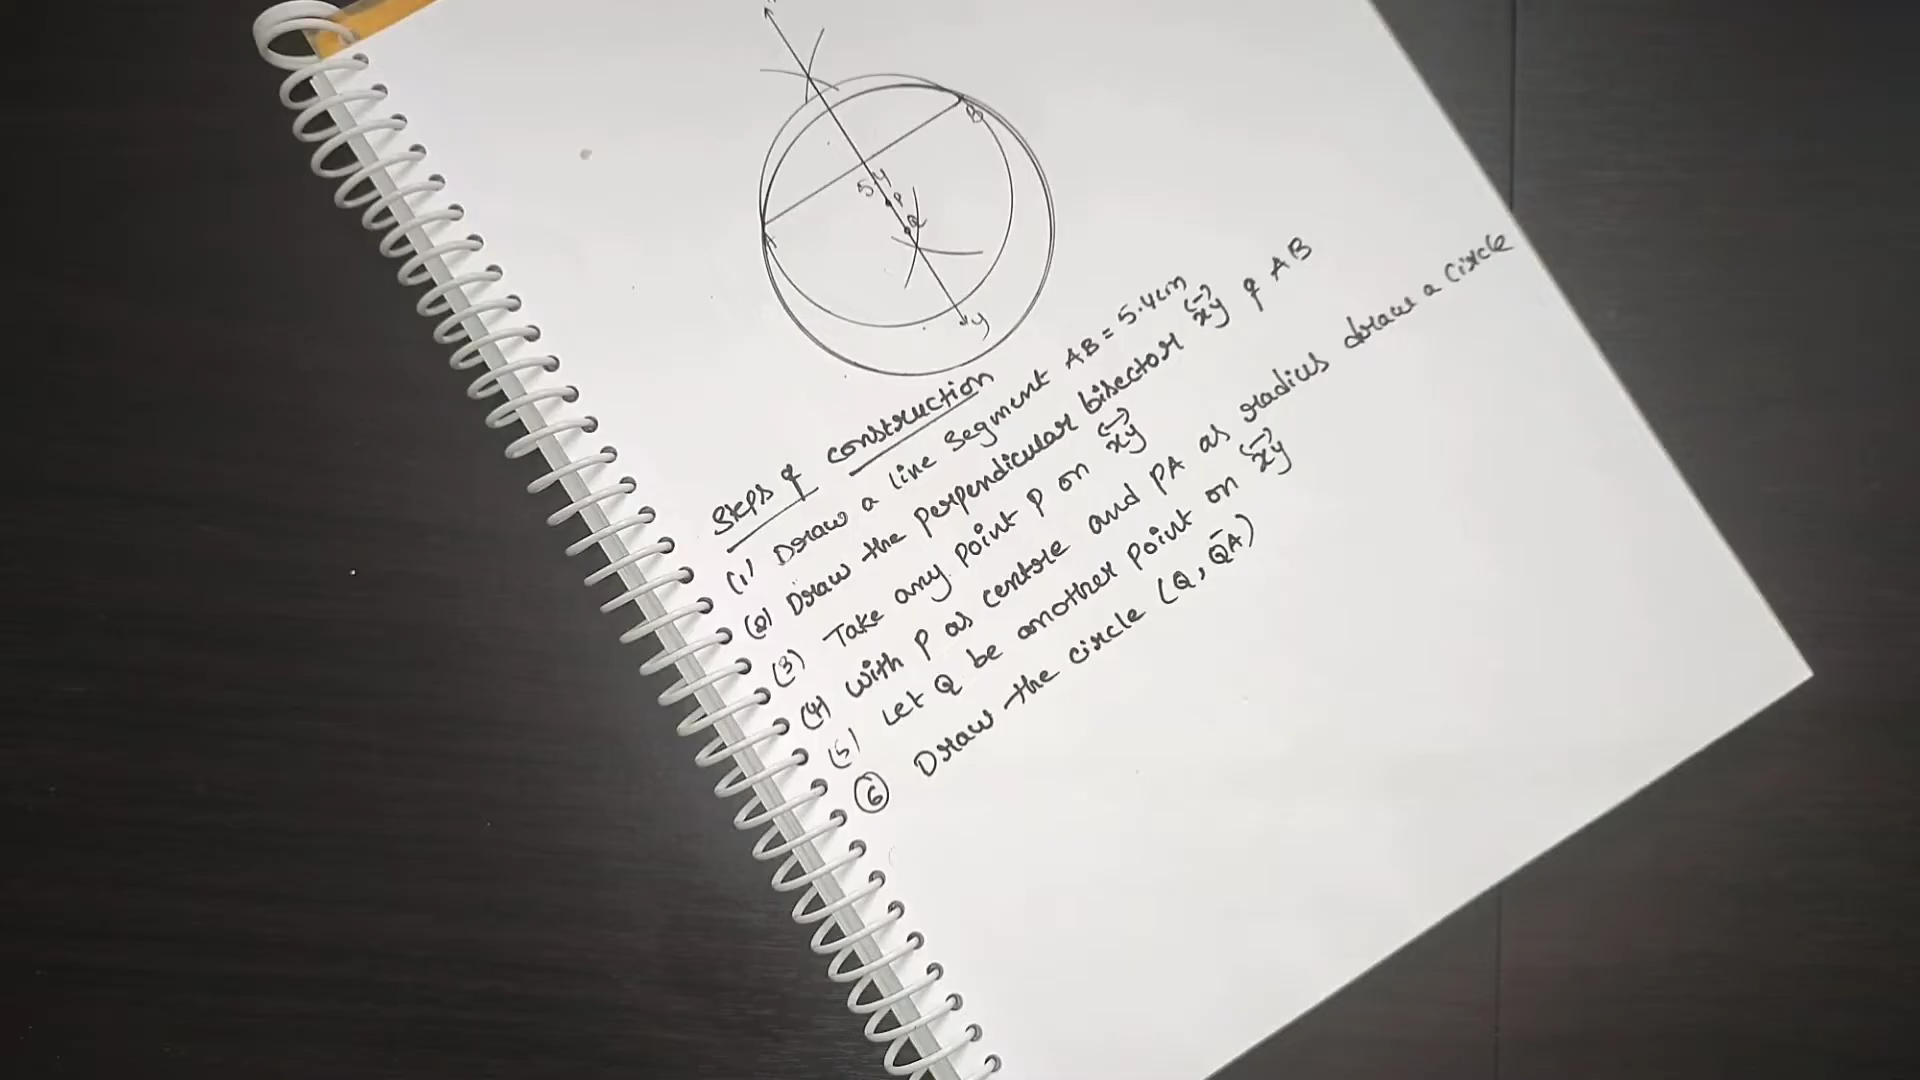 B
5.4
P
Q
y
Steps of construction
(1) Draw a line Segment AB = 5.4cm
(2) Draw the perpendicular bisector xy of AB
(3) Take any point P on xy
(4) with P as centre and PA as radius draw a circle
(5) Let Q be another point on xy
6 Draw the circle (Q, QA)